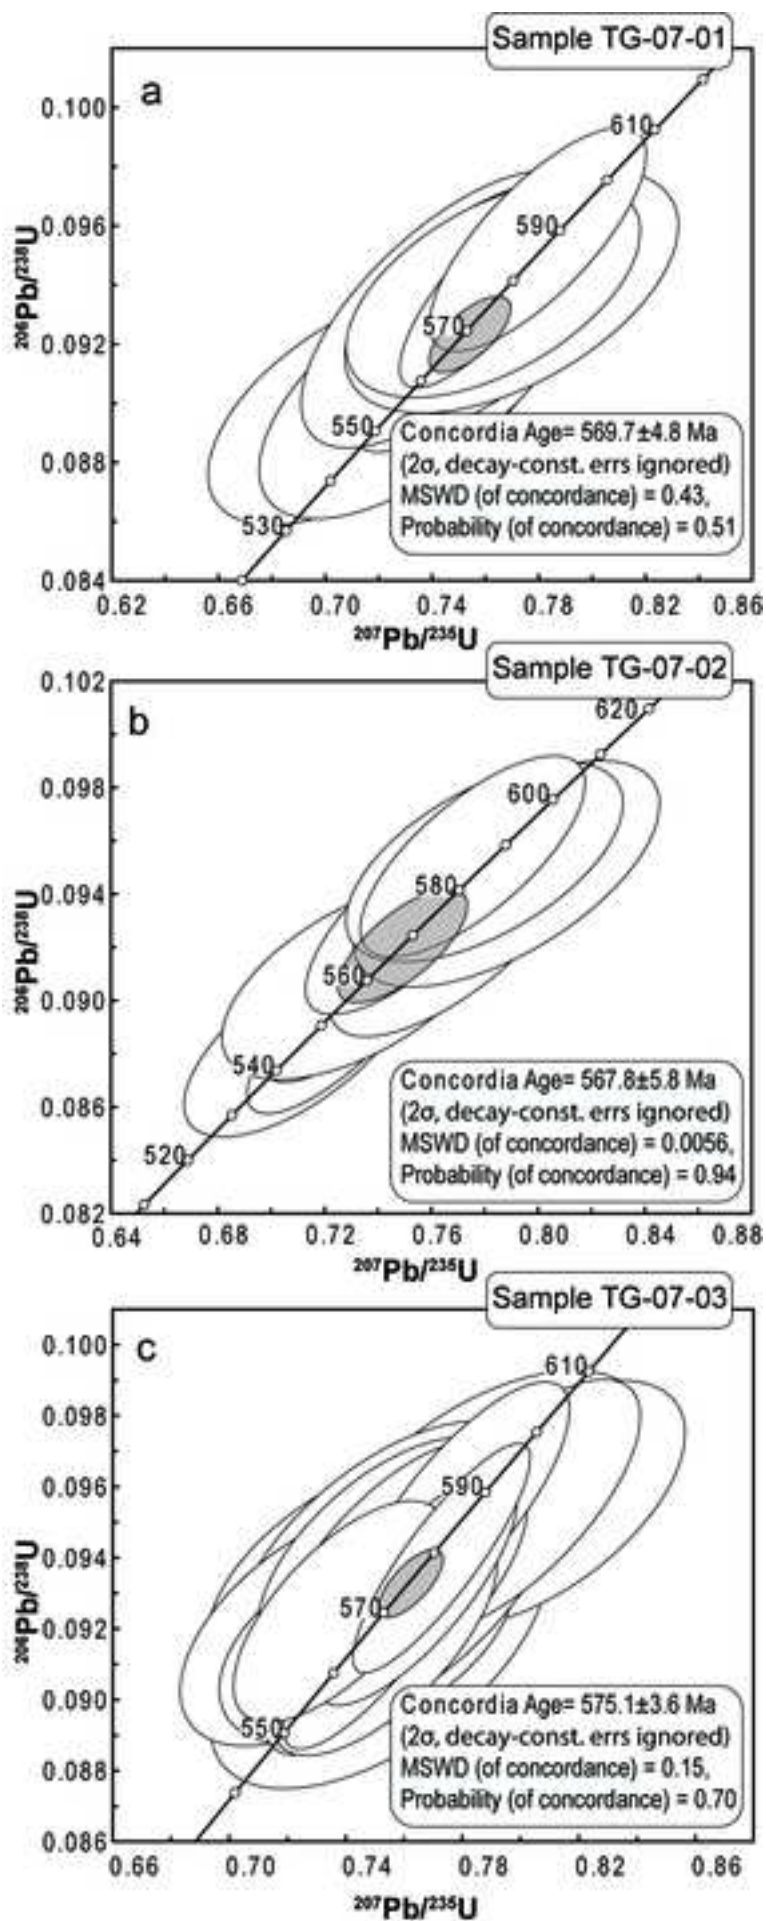 Sample TG-07-01
a
0.100
0.096
0.092
0.088
0.084
²⁰⁶Pb/²³⁸U
610
590
570
550
530
Concordia Age= 569.7±4.8 Ma
(2σ, decay-const. errs ignored)
MSWD (of concordance) = 0.43,
Probability (of concordance) = 0.51
0.62 0.66 0.70 0.74 0.78 0.82 0.86
²⁰⁷Pb/²³⁵U
Sample TG-07-02
b
0.102
0.098
0.094
0.090
0.086
0.082
²⁰⁶Pb/²³⁸U
620
600
580
560
540
520
Concordia Age= 567.8±5.8 Ma
(2σ, decay-const. errs ignored)
MSWD (of concordance) = 0.0056,
Probability (of concordance) = 0.94
0.64 0.68 0.72 0.76 0.80 0.84 0.88
²⁰⁷Pb/²³⁵U
Sample TG-07-03
c
0.100
0.098
0.096
0.094
0.092
0.090
0.088
0.086
²⁰⁶Pb/²³⁸U
610
590
570
550
Concordia Age= 575.1±3.6 Ma
(2σ, decay-const. errs ignored)
MSWD (of concordance) = 0.15,
Probability (of concordance) = 0.70
0.66 0.70 0.74 0.78 0.82 0.86
²⁰⁷Pb/²³⁵U